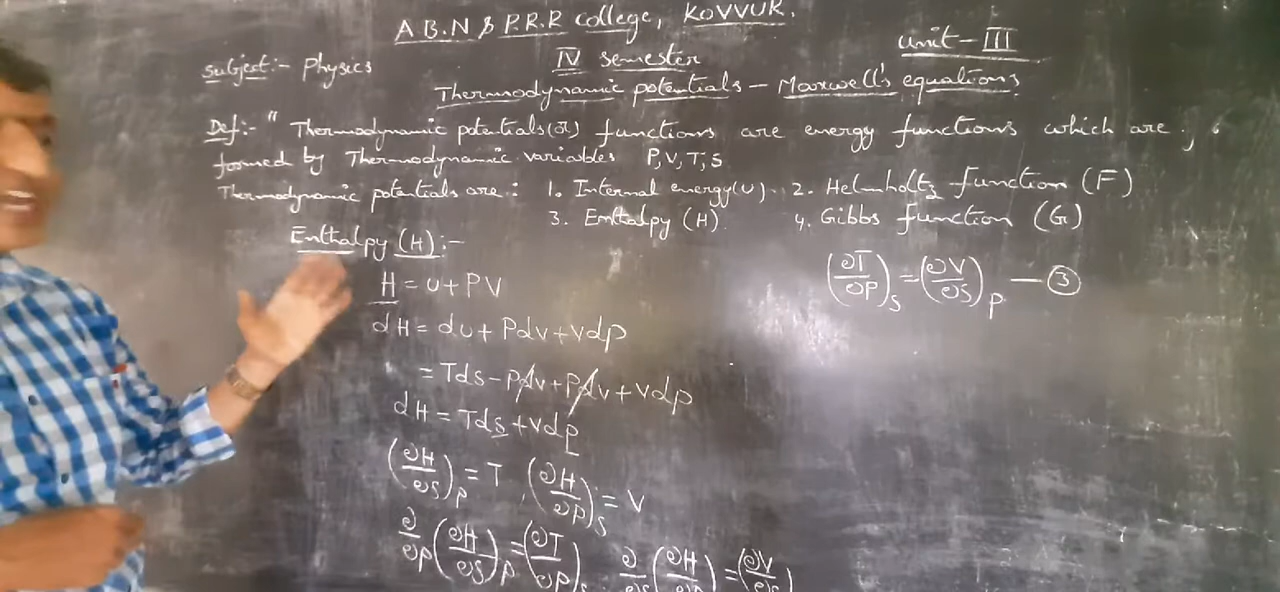 A B.N & P.R.R college, KOVVUR.
Subject:- Physics
IV semester
unit-III
Thermodynamic potentials - Maxwell's equations
Def:- " Thermodynamic potentials (or) functions are energy functions which are
formed by Thermodynamic variables P, V, T, S
Thermodynamic potentials are: 1. Internal energy (U). 2. Helmholtz function (F)
3. Enthalpy (H) 4. Gibbs function (G)
Enthalpy (H):-
H = U + PV
dH = dU + Pdv + Vdp
= Tds - Pdv + Pdv + Vdp
dH = Tds + Vdp
(∂H/∂S)_P = T , (∂H/∂P)_S = V
∂/∂P (∂H/∂S)_P = (∂T/∂P)_S ∂/∂S (∂H/∂P) = (∂V/∂S)
(∂T/∂P)_S = (∂V/∂S)_P — ③